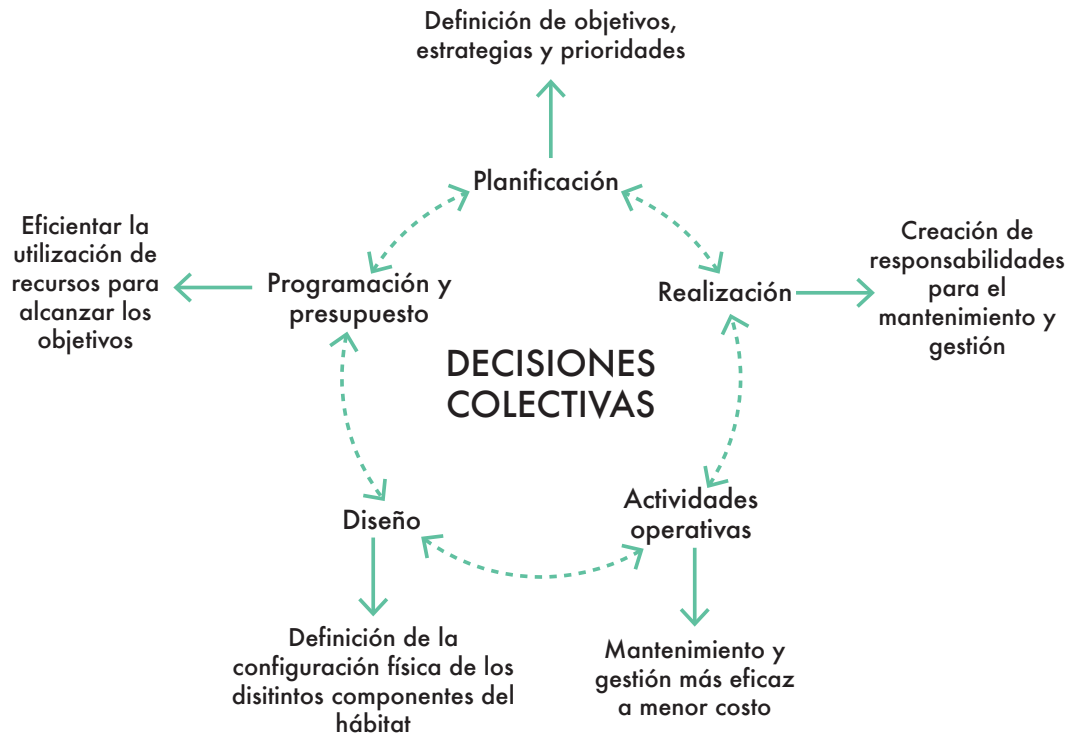 Definición de objetivos,
estrategias y prioridades
Planificación
Eficientar la
utilización de
recursos para
alcanzar los
objetivos
Programación y
presupuesto
Realización
Creación de
responsabilidades
para el
mantenimiento y
gestión
DECISIONES
COLECTIVAS
Diseño
Actividades
operativas
Definición de la
configuración física de los
disitintos componentes del
hábitat
Mantenimiento y
gestión más eficaz
a menor costo